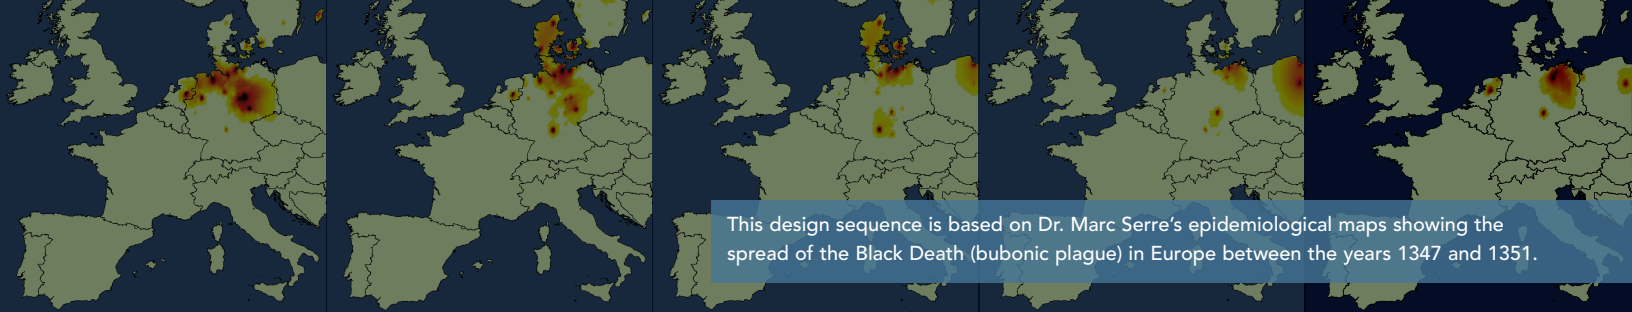 This design sequence is based on Dr. Marc Serre’s epidemiological maps showing the
spread of the Black Death (bubonic plague) in Europe between the years 1347 and 1351.